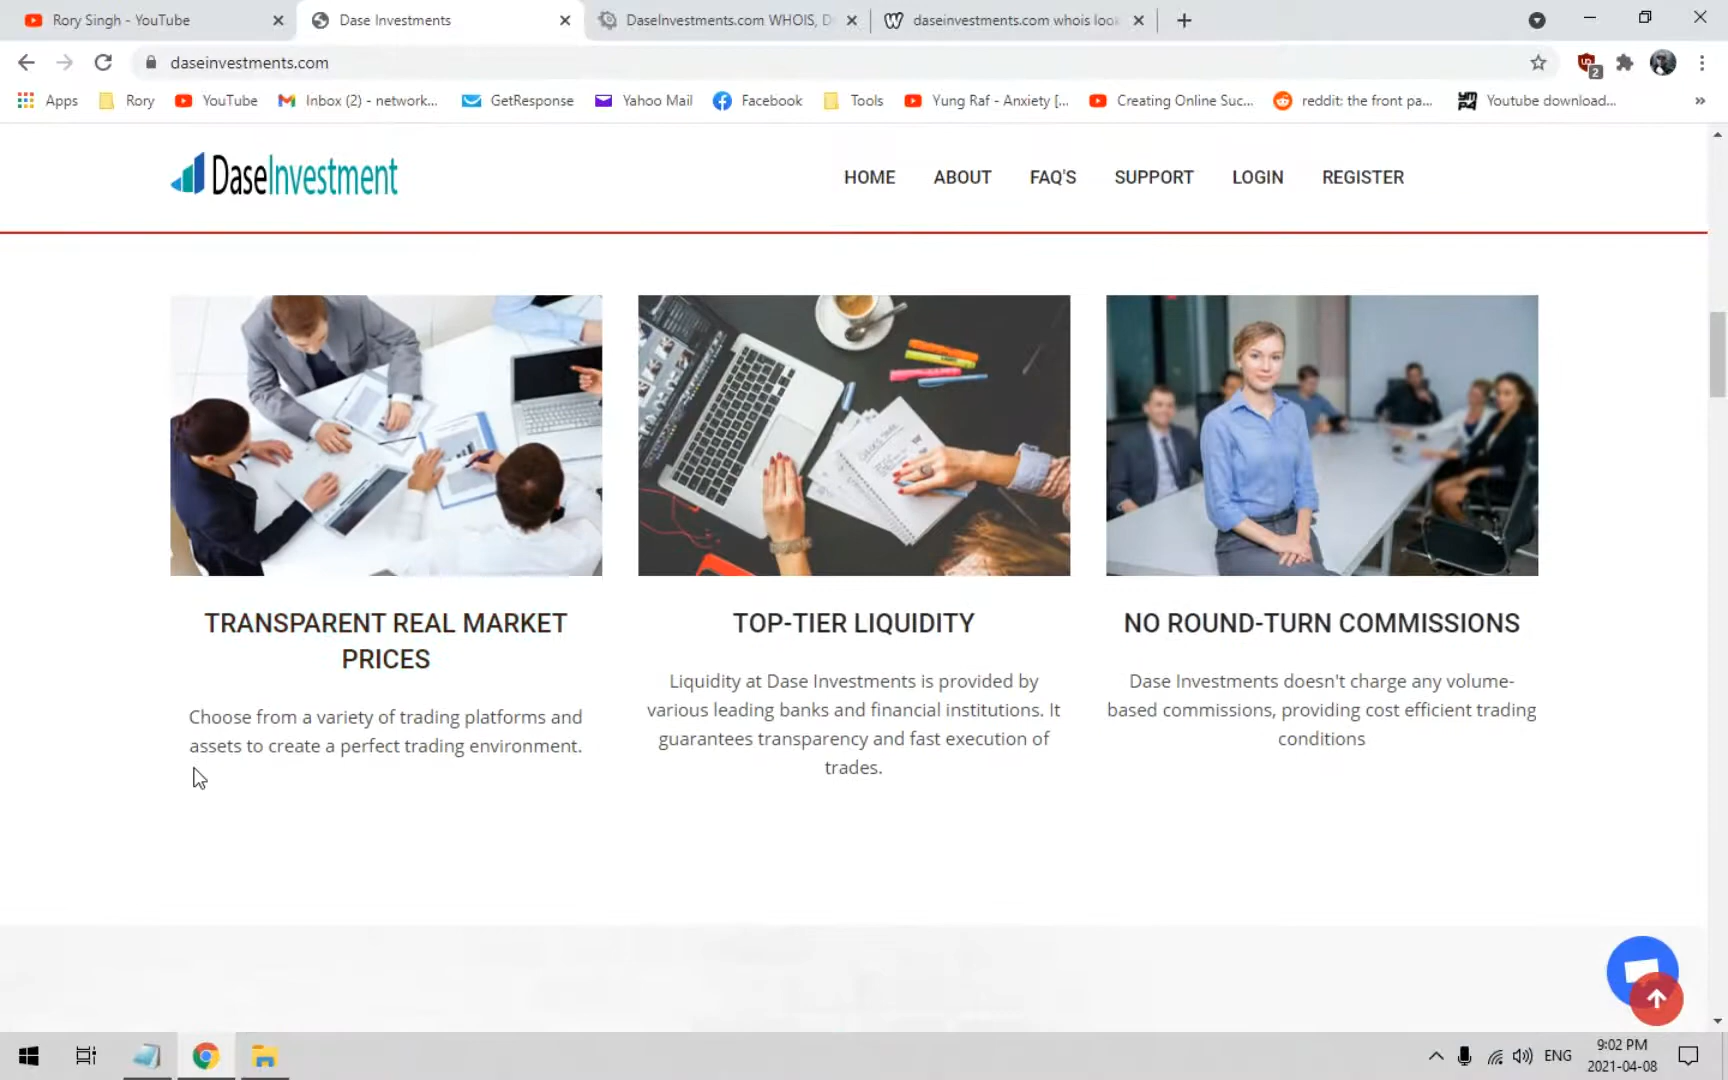 Rory Singh - YouTube
Dase Investments
DaseInvestments.com WHOIS, D
daseinvestments.com whois loo
daseinvestments.com
2
Apps
Rory
YouTube
Inbox (2) - network...
GetResponse
Yahoo Mail
Facebook
Tools
Yung Raf - Anxiety [...
Creating Online Suc...
reddit: the front pa...
Youtube download...
»
DaseInvestment
HOME
ABOUT
FAQ'S
SUPPORT
LOGIN
REGISTER
TRANSPARENT REAL MARKET
PRICES
Choose from a variety of trading platforms and
assets to create a perfect trading environment.
TOP-TIER LIQUIDITY
Liquidity at Dase Investments is provided by
various leading banks and financial institutions. It
guarantees transparency and fast execution of
trades.
NO ROUND-TURN COMMISSIONS
Dase Investments doesn't charge any volume-
based commissions, providing cost efficient trading
conditions
ENG
9:02 PM
2021-04-08